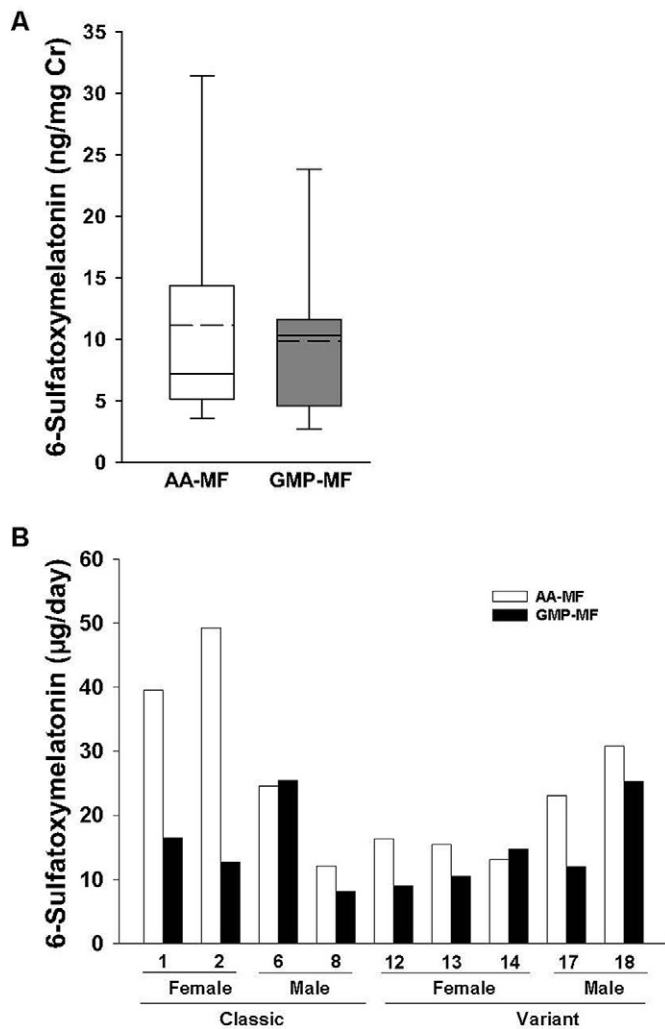 A
6-Sulfatoxymelatonin (ng/mg Cr)
35
30
25
20
15
10
5
0
AA-MF GMP-MF
B
6-Sulfatoxymelatonin (µg/day)
60
50
40
30
20
10
0
AA-MF
GMP-MF
1 2 6 8 12 13 14 17 18
Female Male Female Male
Classic Variant